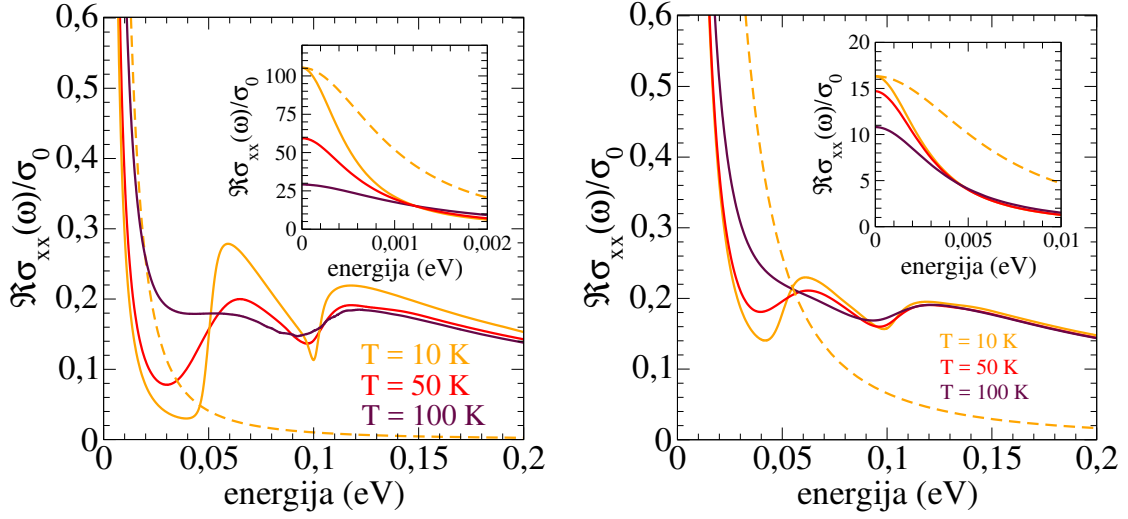 0,6
0,5
0,4
0,3
0,2
0,1
0
ℜσxx(ω)/σ0
0
0,05
0,1
0,15
0,2
energija (eV)
100
75
50
25
0
ℜσxx(ω)/σ0
0
0,001
0,002
energija (eV)
T = 10 K
T = 50 K
T = 100 K
0,6
0,5
0,4
0,3
0,2
0,1
0
ℜσxx(ω)/σ0
0
0,05
0,1
0,15
0,2
energija (eV)
20
15
10
5
0
ℜσxx(ω)/σ0
0
0,005
0,01
energija (eV)
T = 10 K
T = 50 K
T = 100 K